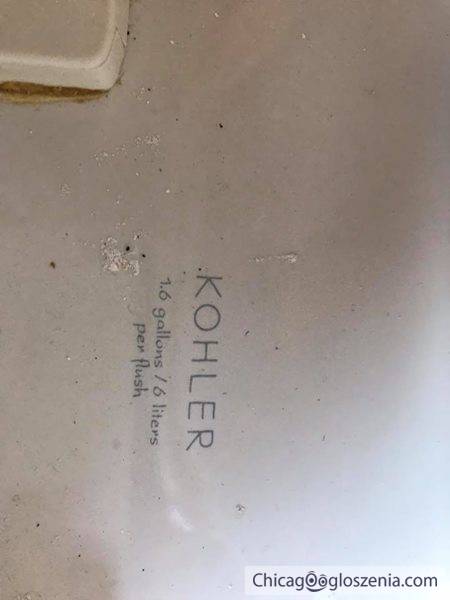 KOHLER
1.6 gallons / 6 liters
per flush
Chicagoogloszenia.com